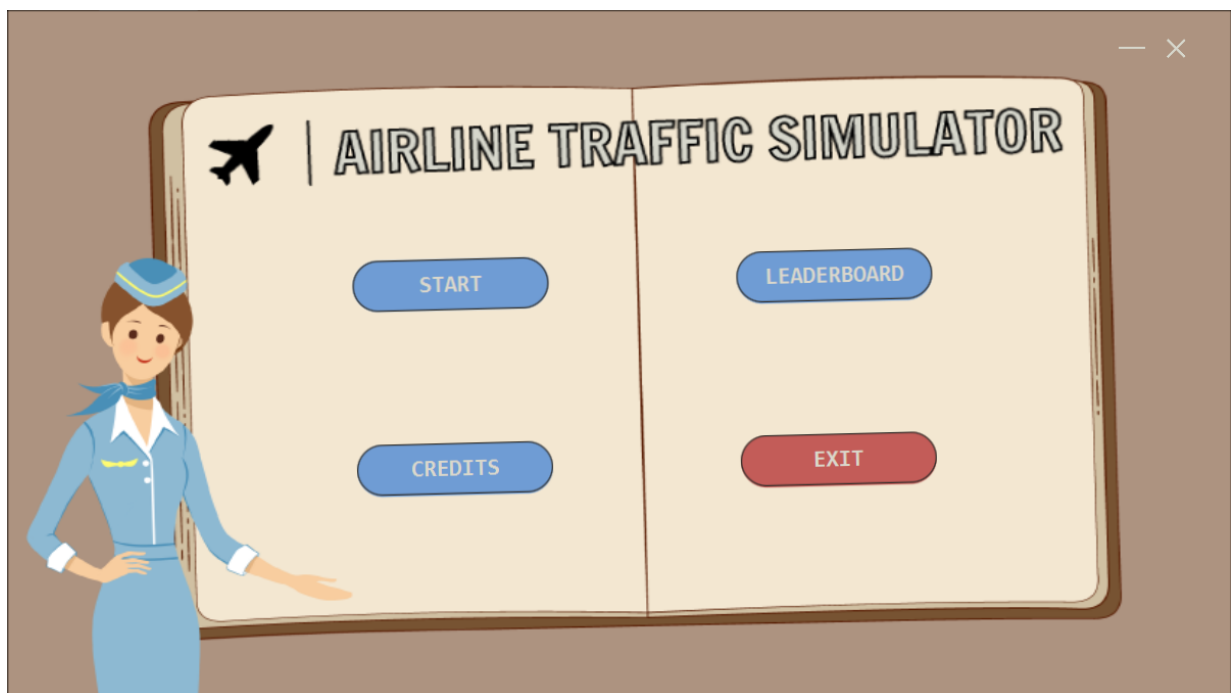 AIRLINE TRAFFIC SIMULATOR
START
LEADERBOARD
CREDITS
EXIT